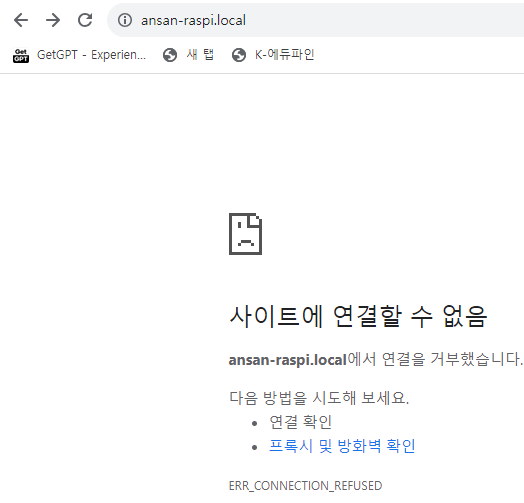 ansan-raspi.local
Get GPT GetGPT - Experien... 새 탭 K-에듀파인
사이트에 연결할 수 없음
ansan-raspi.local에서 연결을 거부했습니다.
다음 방법을 시도해 보세요.
• 연결 확인
• 프록시 및 방화벽 확인
ERR_CONNECTION_REFUSED